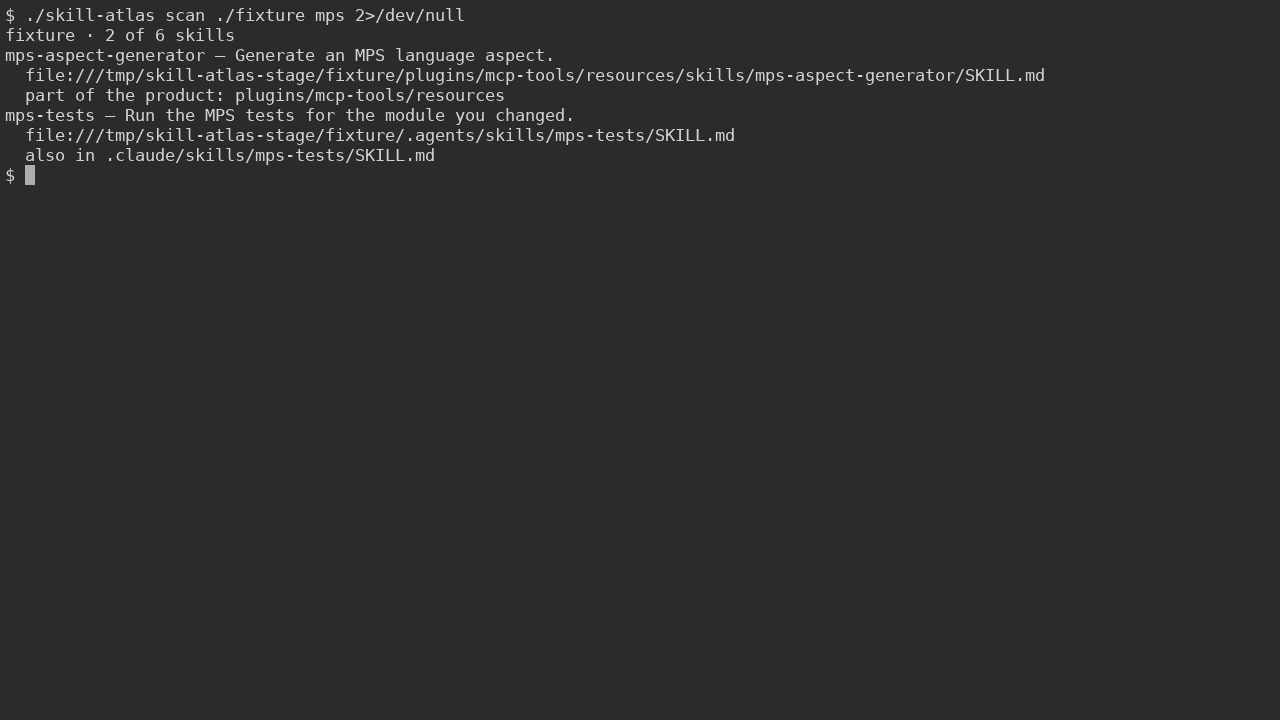 $ ./skill-atlas scan ./fixture mps 2>/dev/null
fixture · 2 of 6 skills
mps-aspect-generator — Generate an MPS language aspect.
  file:///tmp/skill-atlas-stage/fixture/plugins/mcp-tools/resources/skills/mps-aspect-generator/SKILL.md
  part of the product: plugins/mcp-tools/resources
mps-tests — Run the MPS tests for the module you changed.
  file:///tmp/skill-atlas-stage/fixture/.agents/skills/mps-tests/SKILL.md
  also in .claude/skills/mps-tests/SKILL.md
$